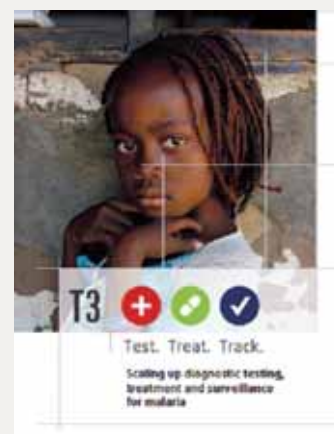 T3
Test. Treat. Track.
Scaling up diagnostic testing,
treatment and surveillance
for malaria